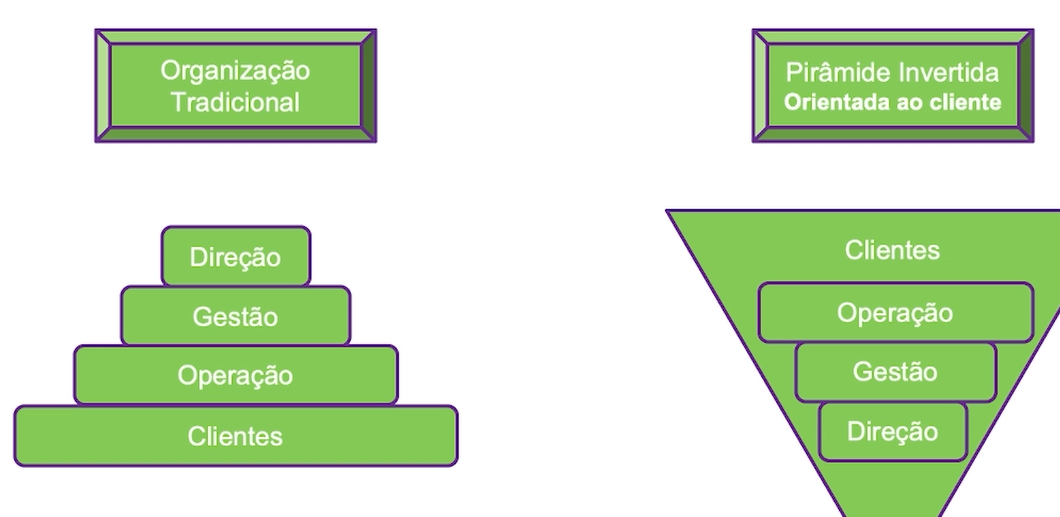 Organização
Tradicional
Pirâmide Invertida
Orientada ao cliente
Direção
Gestão
Operação
Clientes
Clientes
Operação
Gestão
Direção